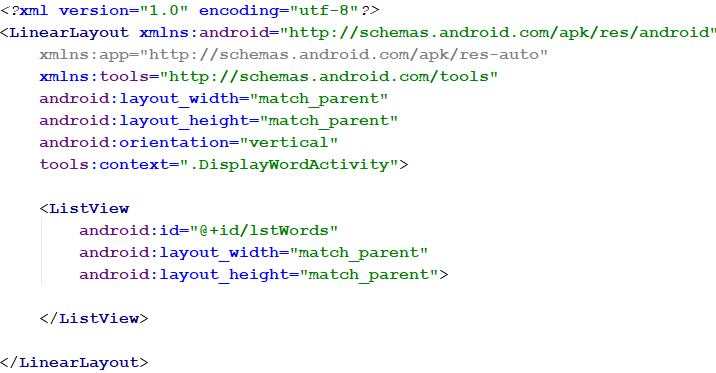 <?xml version="1.0" encoding="utf-8"?>
<LinearLayout xmlns:android="http://schemas.android.com/apk/res/android"
    xmlns:app="http://schemas.android.com/apk/res-auto"
    xmlns:tools="http://schemas.android.com/tools"
    android:layout_width="match_parent"
    android:layout_height="match_parent"
    android:orientation="vertical"
    tools:context=".DisplayWordActivity">

    <ListView
        android:id="@+id/lstWords"
        android:layout_width="match_parent"
        android:layout_height="match_parent">

    </ListView>

</LinearLayout>